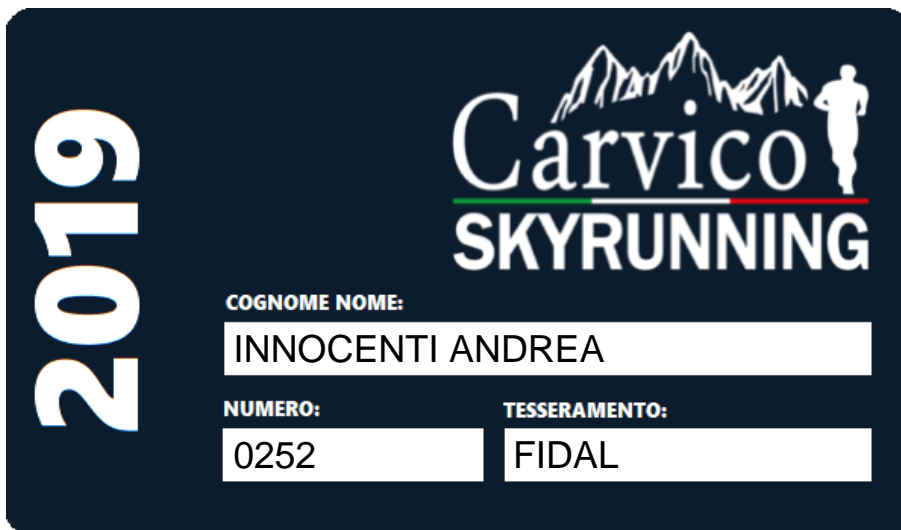 2019
Carvico
SKYRUNNING
COGNOME NOME:
INNOCENTI ANDREA
NUMERO:
0252
TESSERAMENTO:
FIDAL